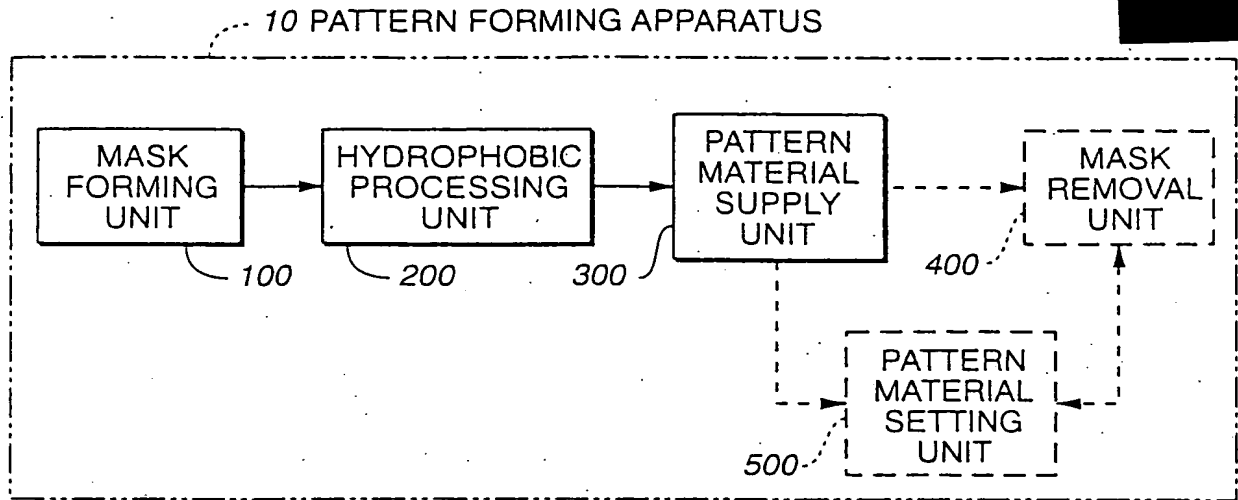 10 PATTERN FORMING APPARATUS
MASK
FORMING
UNIT
100
HYDROPHOBIC
PROCESSING
UNIT
200
PATTERN
MATERIAL
SUPPLY
UNIT
300
MASK
REMOVAL
UNIT
400
PATTERN
MATERIAL
SETTING
UNIT
500